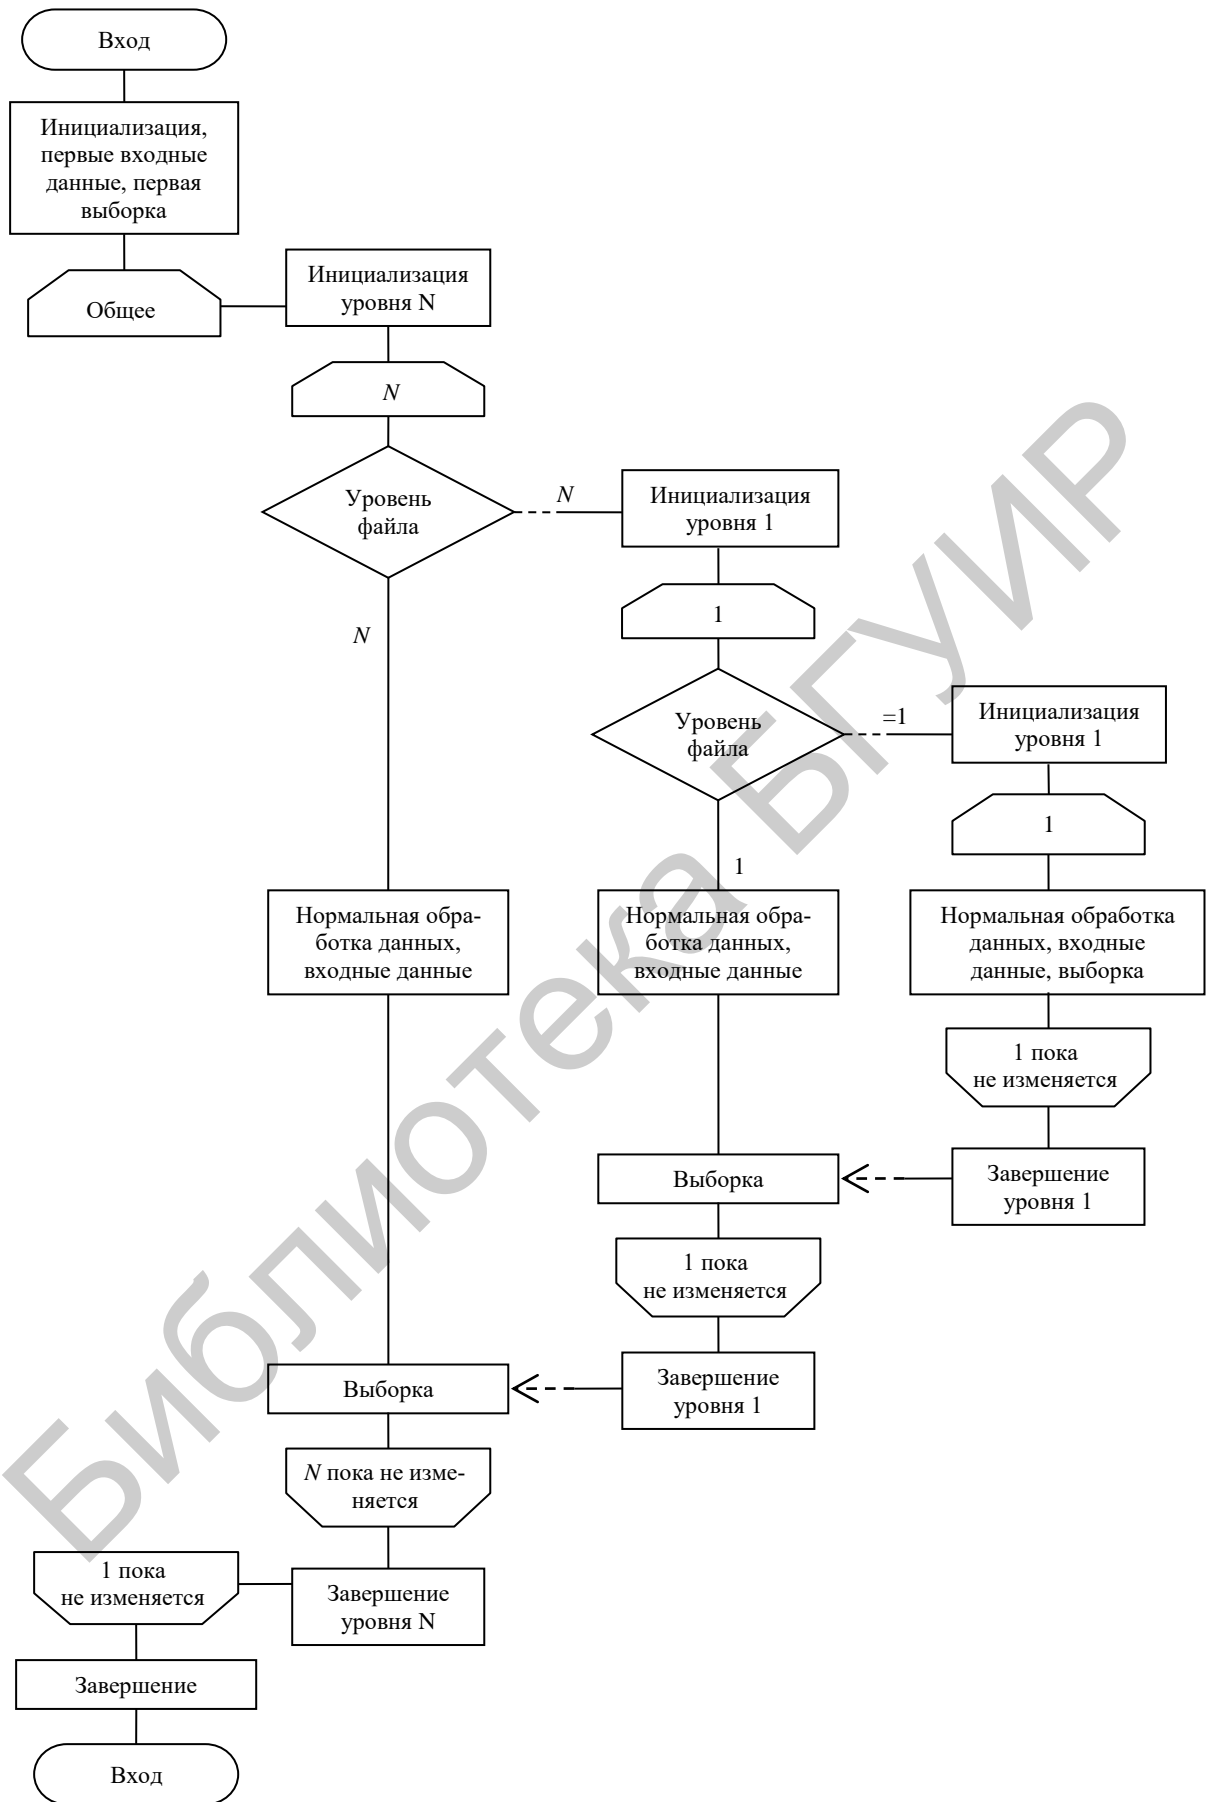 Вход
Инициализация,
первые входные
данные, первая
выборка
Общее
Инициализация
уровня N
N
Уровень
файла
N
N
Инициализация
уровня 1
1
Уровень
файла
=1
1
Инициализация
уровня 1
1
Нормальная обра-
ботка данных,
входные данные
Нормальная обра-
ботка данных,
входные данные
Нормальная обработка
данных, входные
данные, выборка
1 пока
не изменяется
Завершение
уровня 1
Выборка
1 пока
не изменяется
Завершение
уровня 1
Выборка
N пока не изме-
няется
Завершение
уровня N
1 пока
не изменяется
Завершение
Вход
Библиотека БГУИР